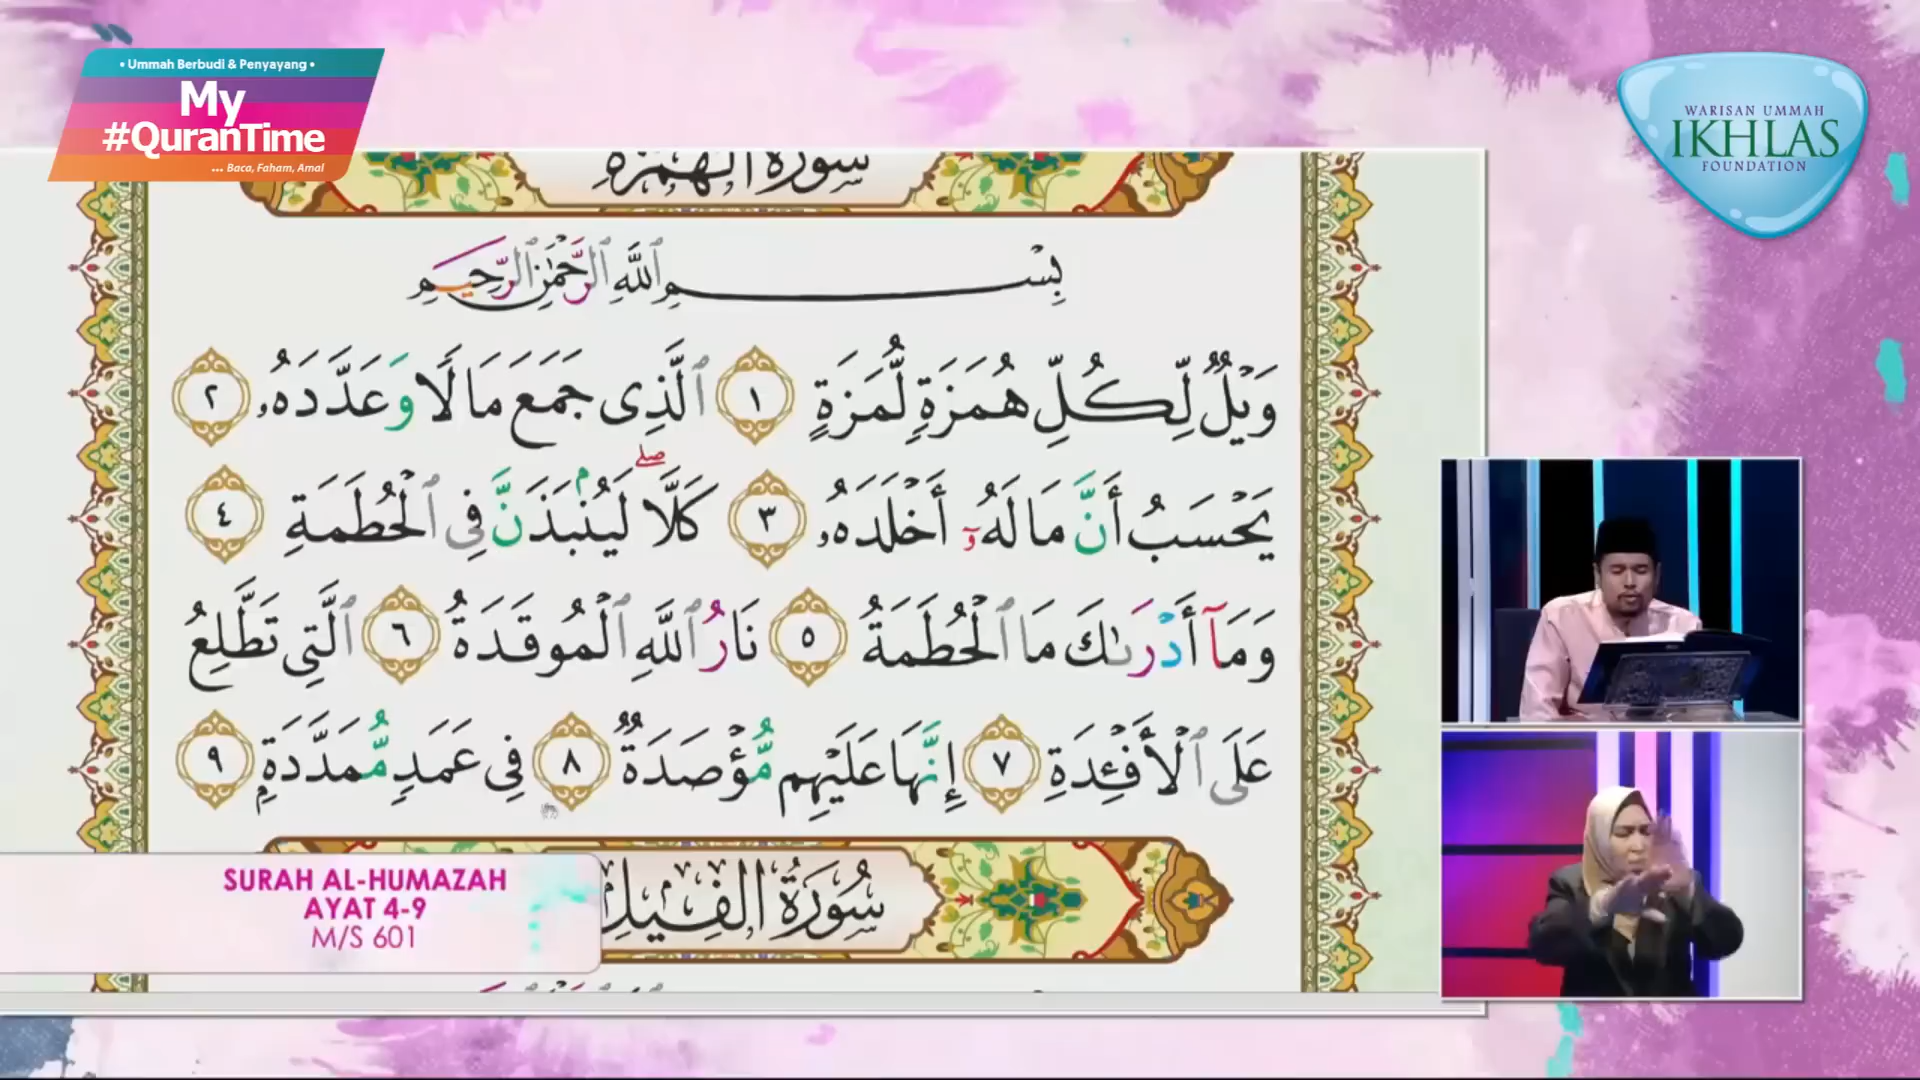 • Ummah Berbudi & Penyayang •
My
#QuranTime
... Baca, Faham, Amal
WARISAN UMMAH
IKHLAS
FOUNDATION
سورة الهمزة
بِسْمِ ٱللَّهِ ٱلرَّحْمَٰنِ ٱلرَّحِيمِ
وَيْلٌ لِّكُلِّ هُمَزَةٍ لُّمَزَةٍ ١ ٱلَّذِى جَمَعَ مَالًا وَعَدَّدَهُۥ ٢
يَحْسَبُ أَنَّ مَالَهُۥٓ أَخْلَدَهُۥ ٣ كَلَّا ۖ لَيُنۢبَذَنَّ فِى ٱلْحُطَمَةِ ٤
وَمَآ أَدْرَىٰكَ مَا ٱلْحُطَمَةُ ٥ نَارُ ٱللَّهِ ٱلْمُوقَدَةُ ٦ ٱلَّتِى تَطَّلِعُ
عَلَى ٱلْأَفْـِٔدَةِ ٧ إِنَّهَا عَلَيْهِم مُّؤْصَدَةٌ ٨ فِى عَمَدٍ مُّمَدَّدَةٍۭ ٩
سُورَةُ الفِيلِ
SURAH AL-HUMAZAH
AYAT 4-9
M/S 601